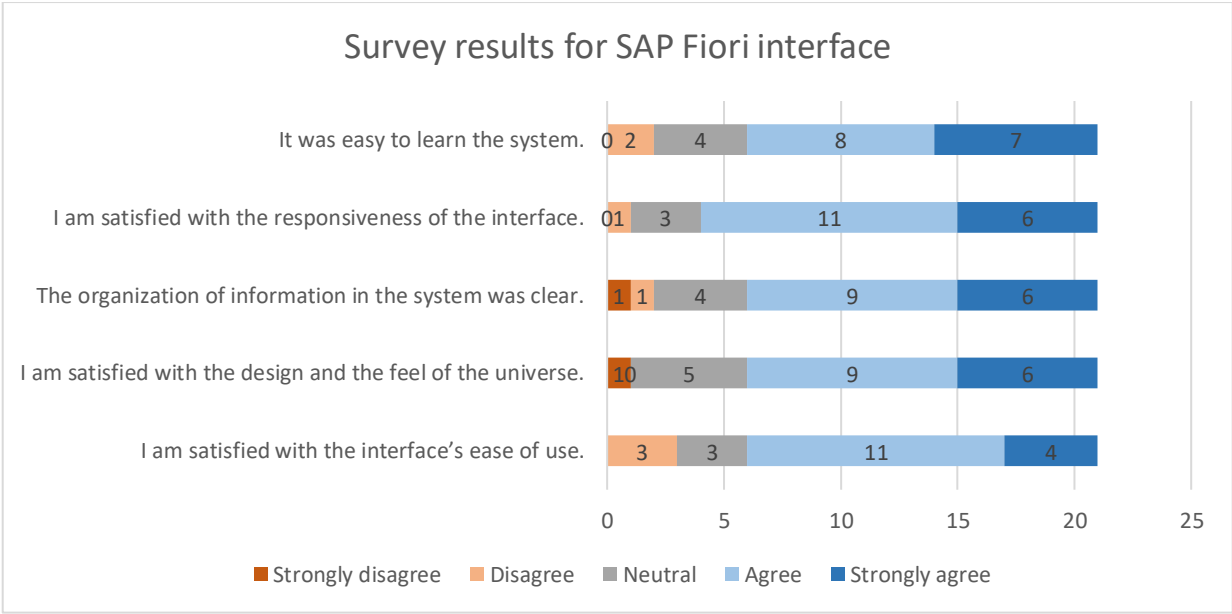 Survey results for SAP Fiori interface
It was easy to learn the system. 0 2 4 8 7
I am satisfied with the responsiveness of the interface. 0 1 3 11 6
The organization of information in the system was clear. 1 1 4 9 6
I am satisfied with the design and the feel of the universe. 1 0 5 9 6
I am satisfied with the interface’s ease of use. 3 3 11 4
0 5 10 15 20 25
Strongly disagree Disagree Neutral Agree Strongly agree